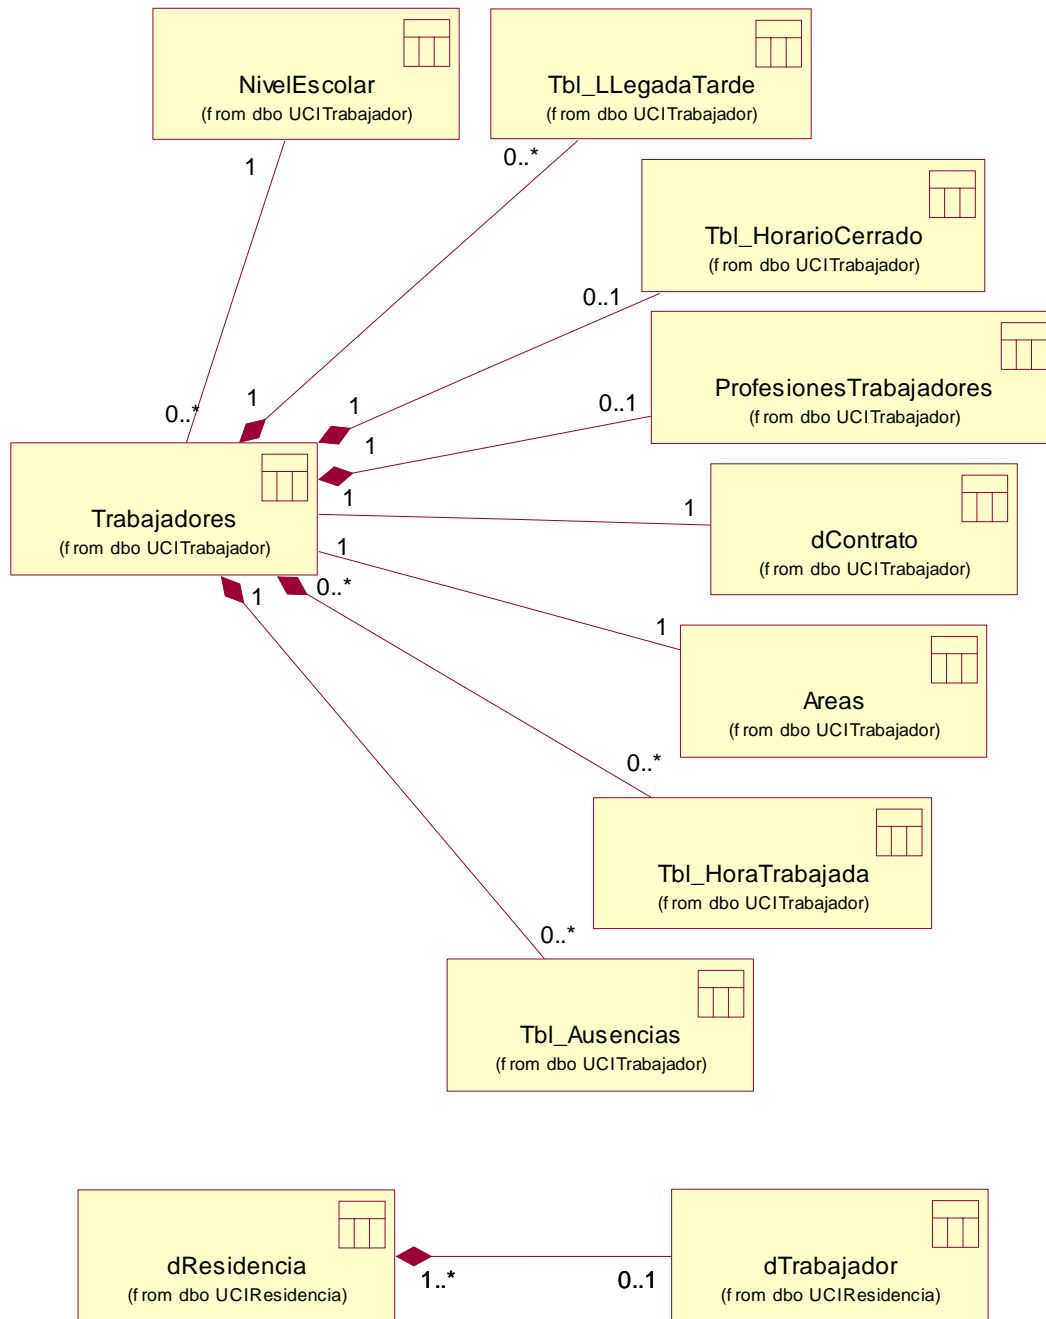 NivelEscolar
(from dbo UCITrabajador)
Tbl_LLegadaTarde
(from dbo UCITrabajador)
1
0..*
Tbl_HorarioCerrado
(from dbo UCITrabajador)
0..1
ProfesionesTrabajadores
(from dbo UCITrabajador)
0..1
0..*
1
1
1
Trabajadores
(from dbo UCITrabajador)
1
1
dContrato
(from dbo UCITrabajador)
1
1
0..*
1
Areas
(from dbo UCITrabajador)
0..*
Tbl_HoraTrabajada
(from dbo UCITrabajador)
0..*
Tbl_Ausencias
(from dbo UCITrabajador)
dResidencia
(from dbo UCIResidencia)
1..*
0..1
dTrabajador
(from dbo UCIResidencia)